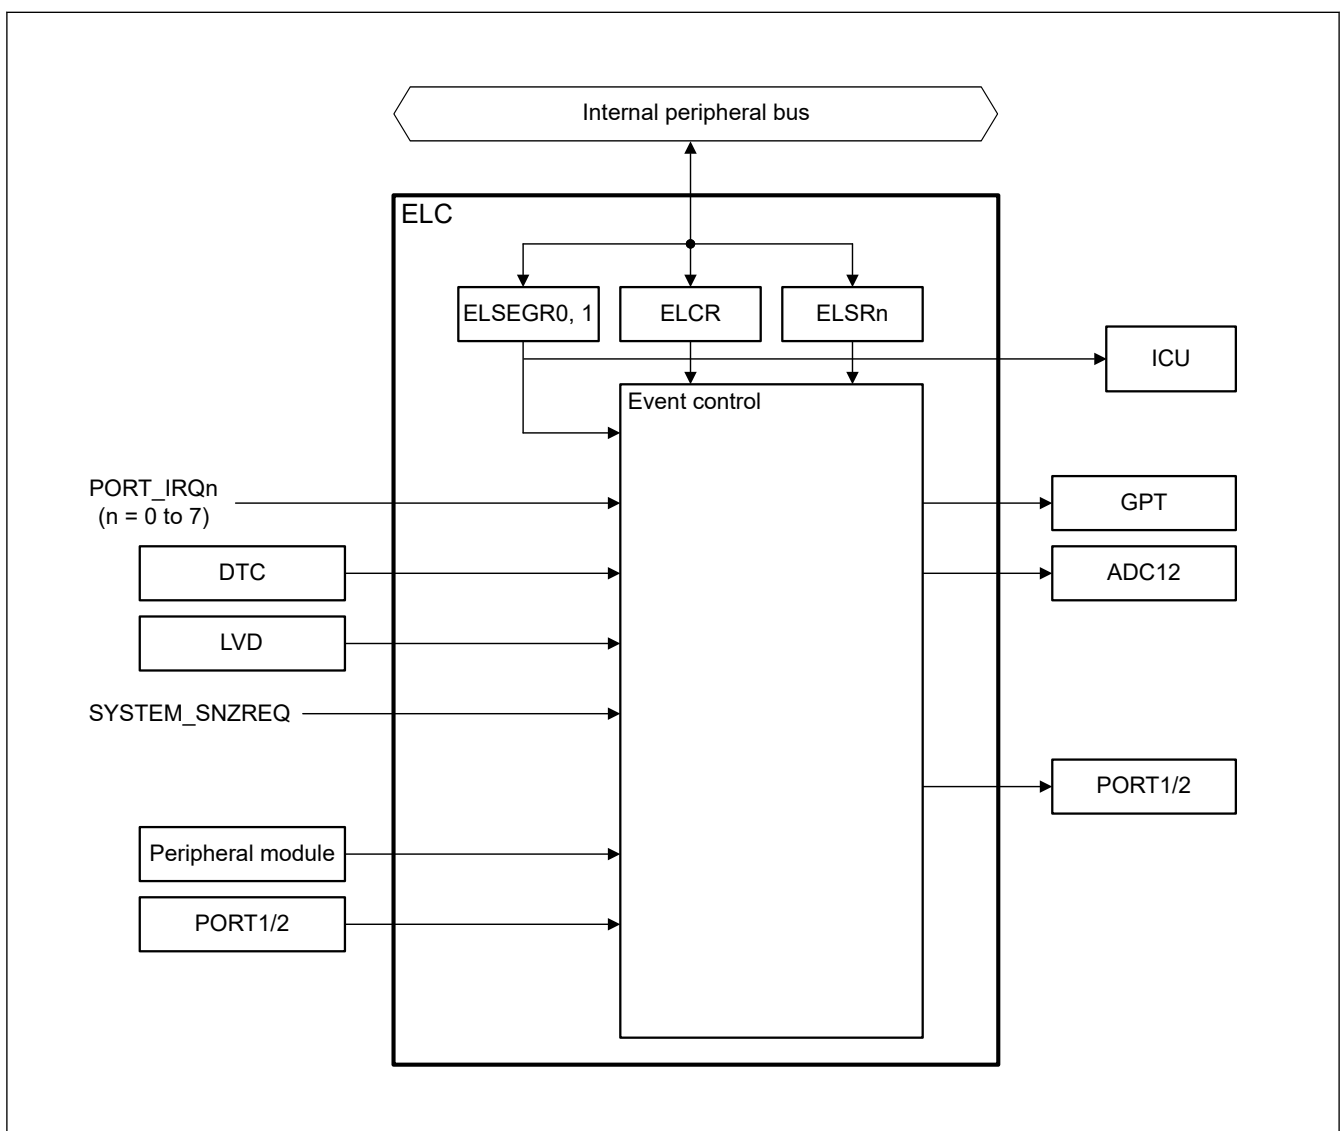 Internal peripheral bus
ELC
ELSEGR0, 1
ELCR
ELSRn
ICU
Event control
PORT_IRQn
(n = 0 to 7)
GPT
DTC
ADC12
LVD
SYSTEM_SNZREQ
PORT1/2
Peripheral module
PORT1/2